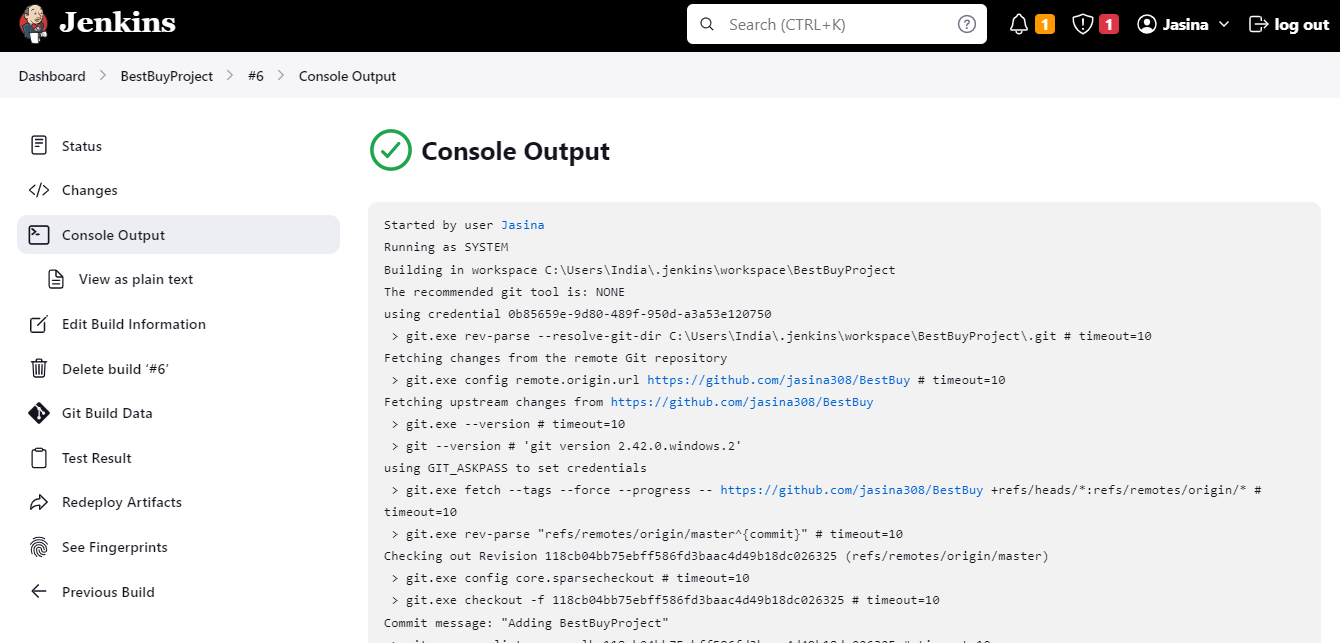 Jenkins
Search (CTRL+K)
1
1
Jasina
log out
Dashboard
BestBuyProject
#6
Console Output
Status
Changes
Console Output
View as plain text
Edit Build Information
Delete build ‘#6’
Git Build Data
Test Result
Redeploy Artifacts
See Fingerprints
Previous Build
Console Output
Started by user Jasina
Running as SYSTEM
Building in workspace C:\Users\India\.jenkins\workspace\BestBuyProject
The recommended git tool is: NONE
using credential 0b85659e-9d80-489f-950d-a3a53e120750
> git.exe rev-parse --resolve-git-dir C:\Users\India\.jenkins\workspace\BestBuyProject\.git # timeout=10
Fetching changes from the remote Git repository
> git.exe config remote.origin.url https://github.com/jasina308/BestBuy # timeout=10
Fetching upstream changes from https://github.com/jasina308/BestBuy
> git.exe --version # timeout=10
> git --version # 'git version 2.42.0.windows.2'
using GIT_ASKPASS to set credentials
> git.exe fetch --tags --force --progress -- https://github.com/jasina308/BestBuy +refs/heads/*:refs/remotes/origin/* #
timeout=10
> git.exe rev-parse "refs/remotes/origin/master^{commit}" # timeout=10
Checking out Revision 118cb04bb75ebff586fd3baac4d49b18dc026325 (refs/remotes/origin/master)
> git.exe config core.sparsecheckout # timeout=10
> git.exe checkout -f 118cb04bb75ebff586fd3baac4d49b18dc026325 # timeout=10
Commit message: "Adding BestBuyProject"